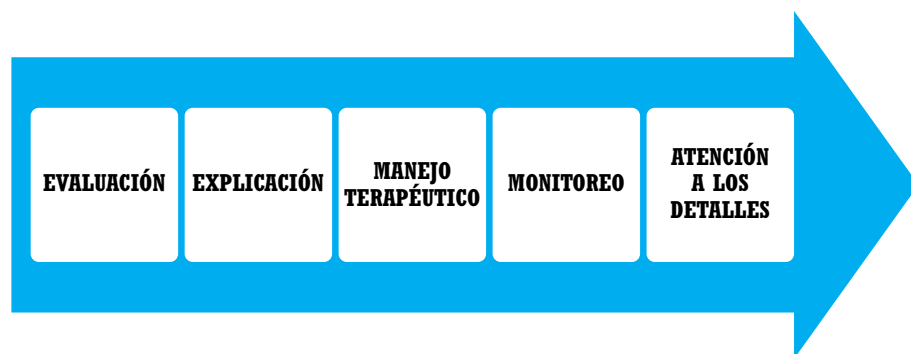 EVALUACIÓN
EXPLICACIÓN
MANEJO
TERAPÉUTICO
MONITOREO
ATENCIÓN
A LOS
DETALLES